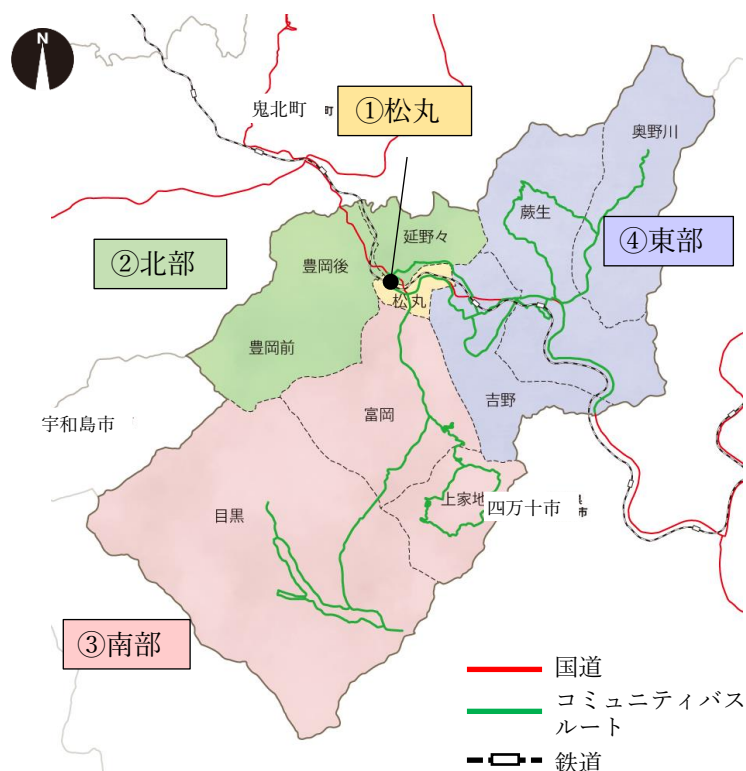 N
鬼北町
町
①松丸
奥野川
蕨生
④東部
延野々
②北部
豊岡後
松丸
豊岡前
宇和島市
富岡
吉野
上家地
四万十市
市
目黒
③南部
国道
コミュニティバス
ルート
鉄道